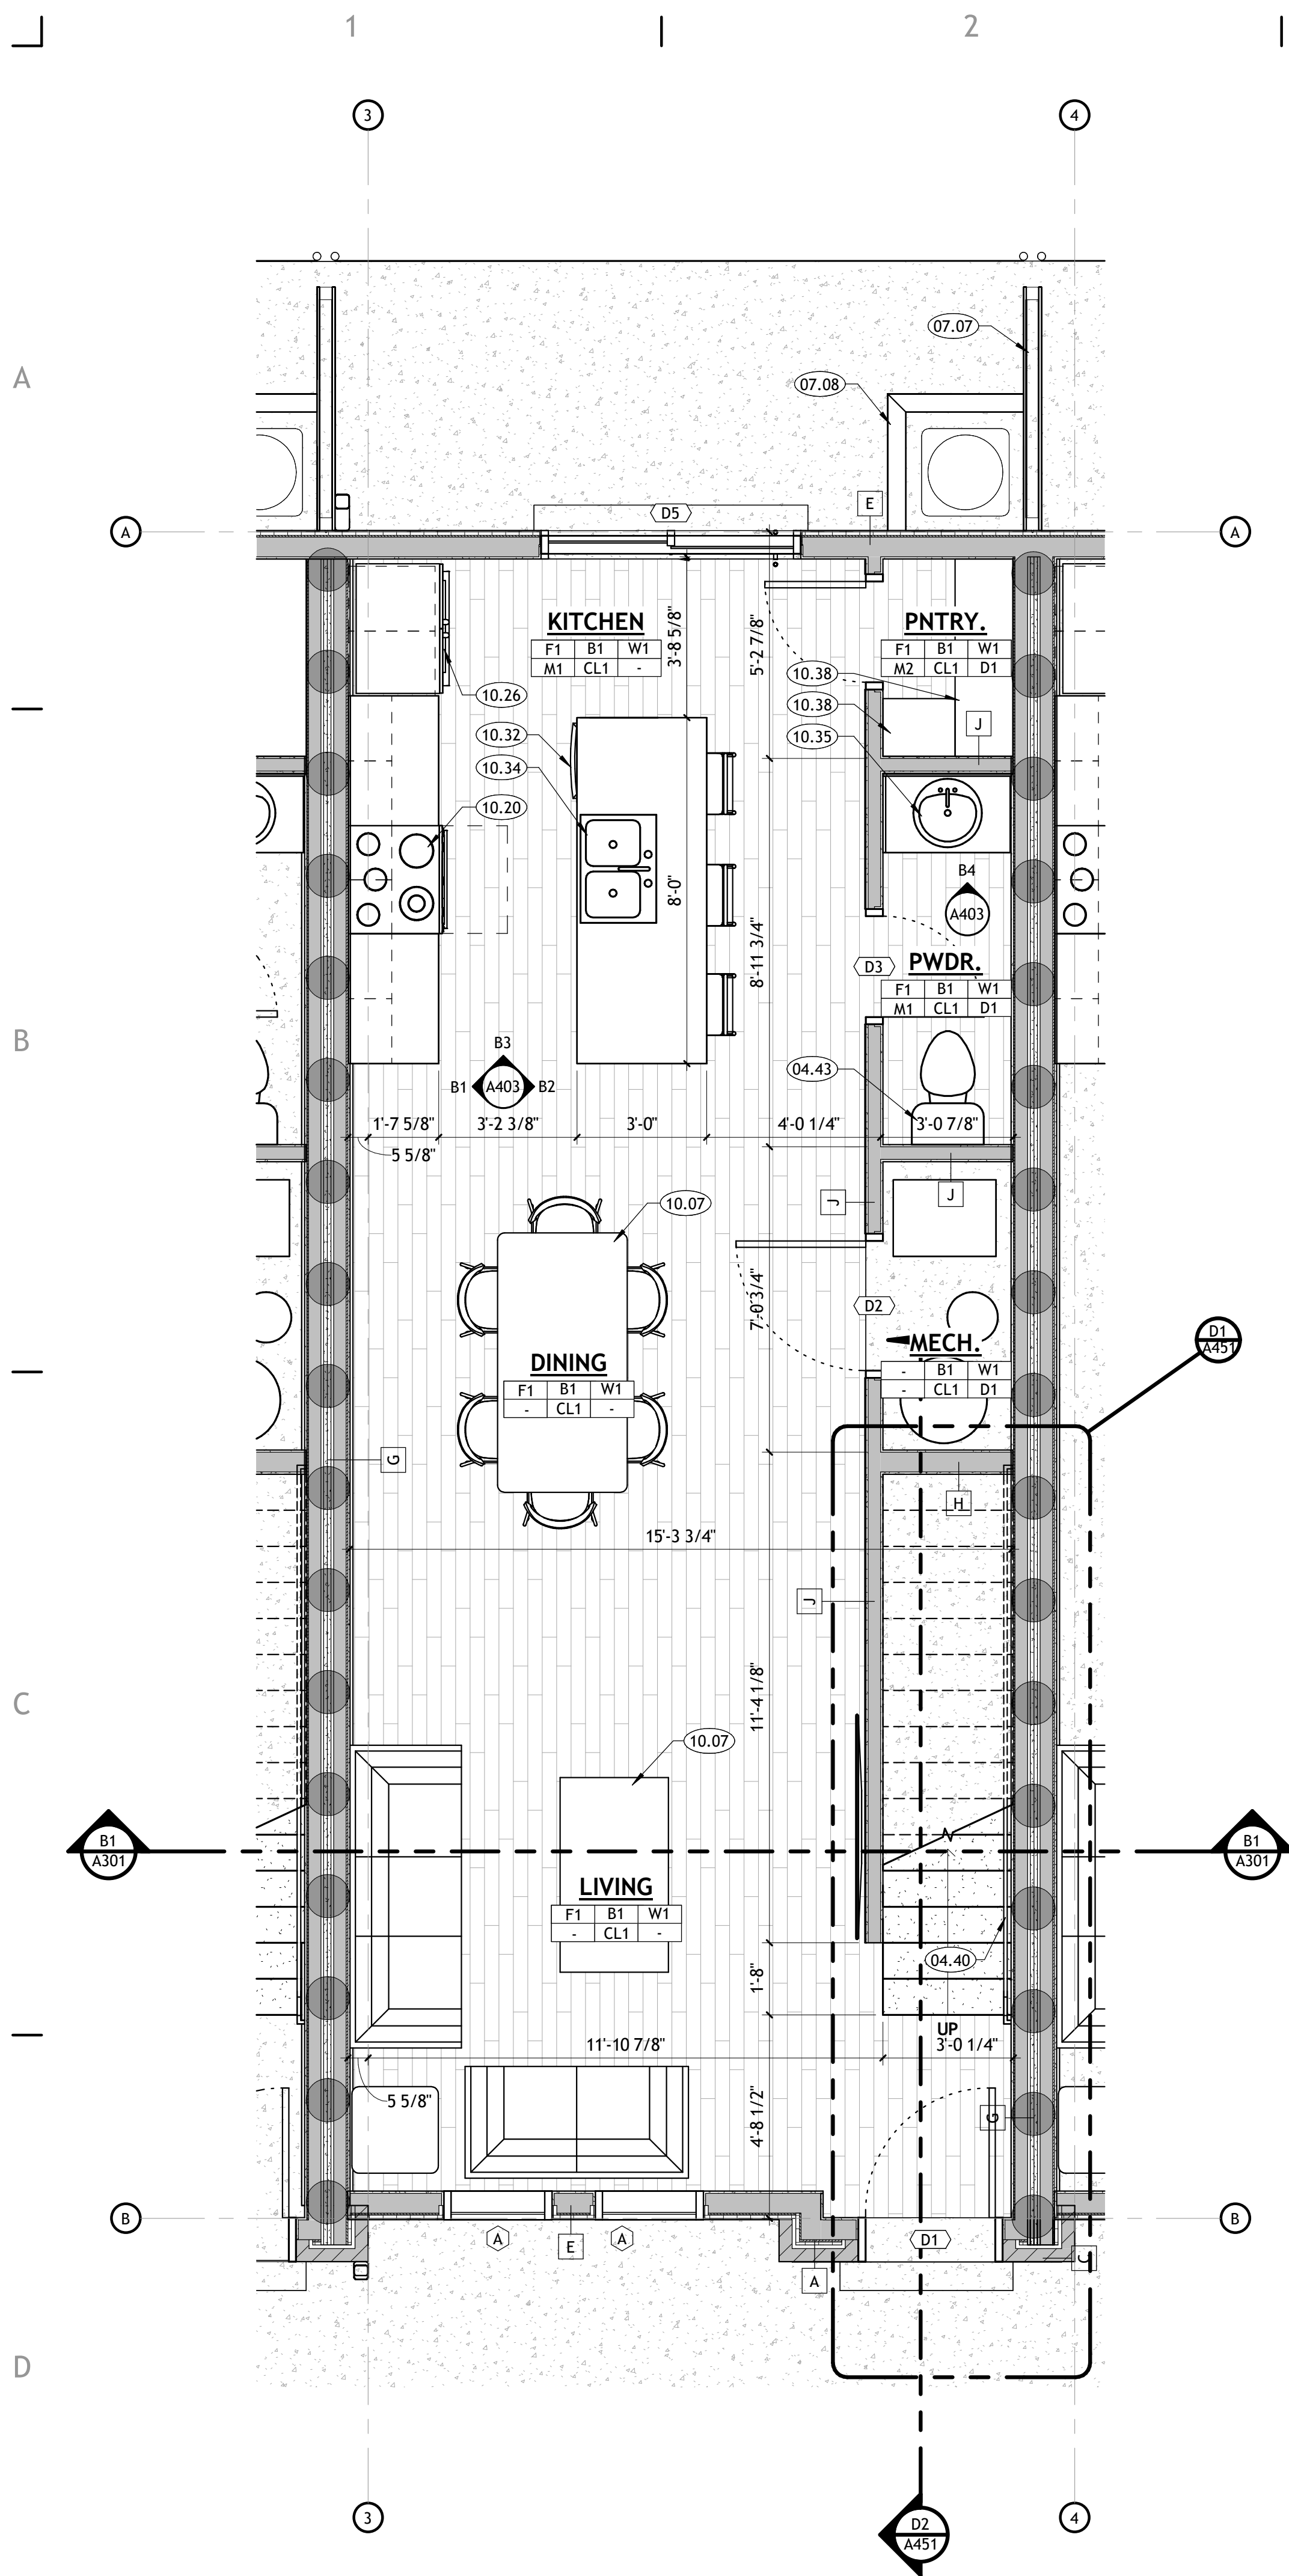 1
2
3
4
A
07.07
07.08
D5
E
A
A
KITCHEN
F1 B1 W1
M1 CL1 -
3'-8 5/8"
5'-2 7/8"
PNTRY.
F1 B1 W1
M2 CL1 D1
10.38
10.26
10.38
J
10.32
10.35
10.34
10.20
8'-0"
B4
A403
8'-11 3/4"
D3
PWDR.
F1 B1 W1
M1 CL1 D1
B
B3
B1 A403 B2
04.43
1'-7 5/8"
3'-2 3/8"
3'-0"
4'-0 1/4"
3'-0 7/8"
5 5/8"
J
J
10.07
7'-0 3/4"
D2
D1
A451
MECH.
- B1 W1
- CL1 D1
DINING
F1 B1 W1
- CL1 -
G
H
15'-3 3/4"
J
C
11'-4 1/8"
10.07
B1
A301
B1
A301
LIVING
F1 B1 W1
- CL1 -
04.40
1'-8"
UP
11'-10 7/8"
3'-0 1/4"
5 5/8"
4'-8 1/2"
G
B
B
A
E
A
D1
A
C
D
3
4
D2
A451